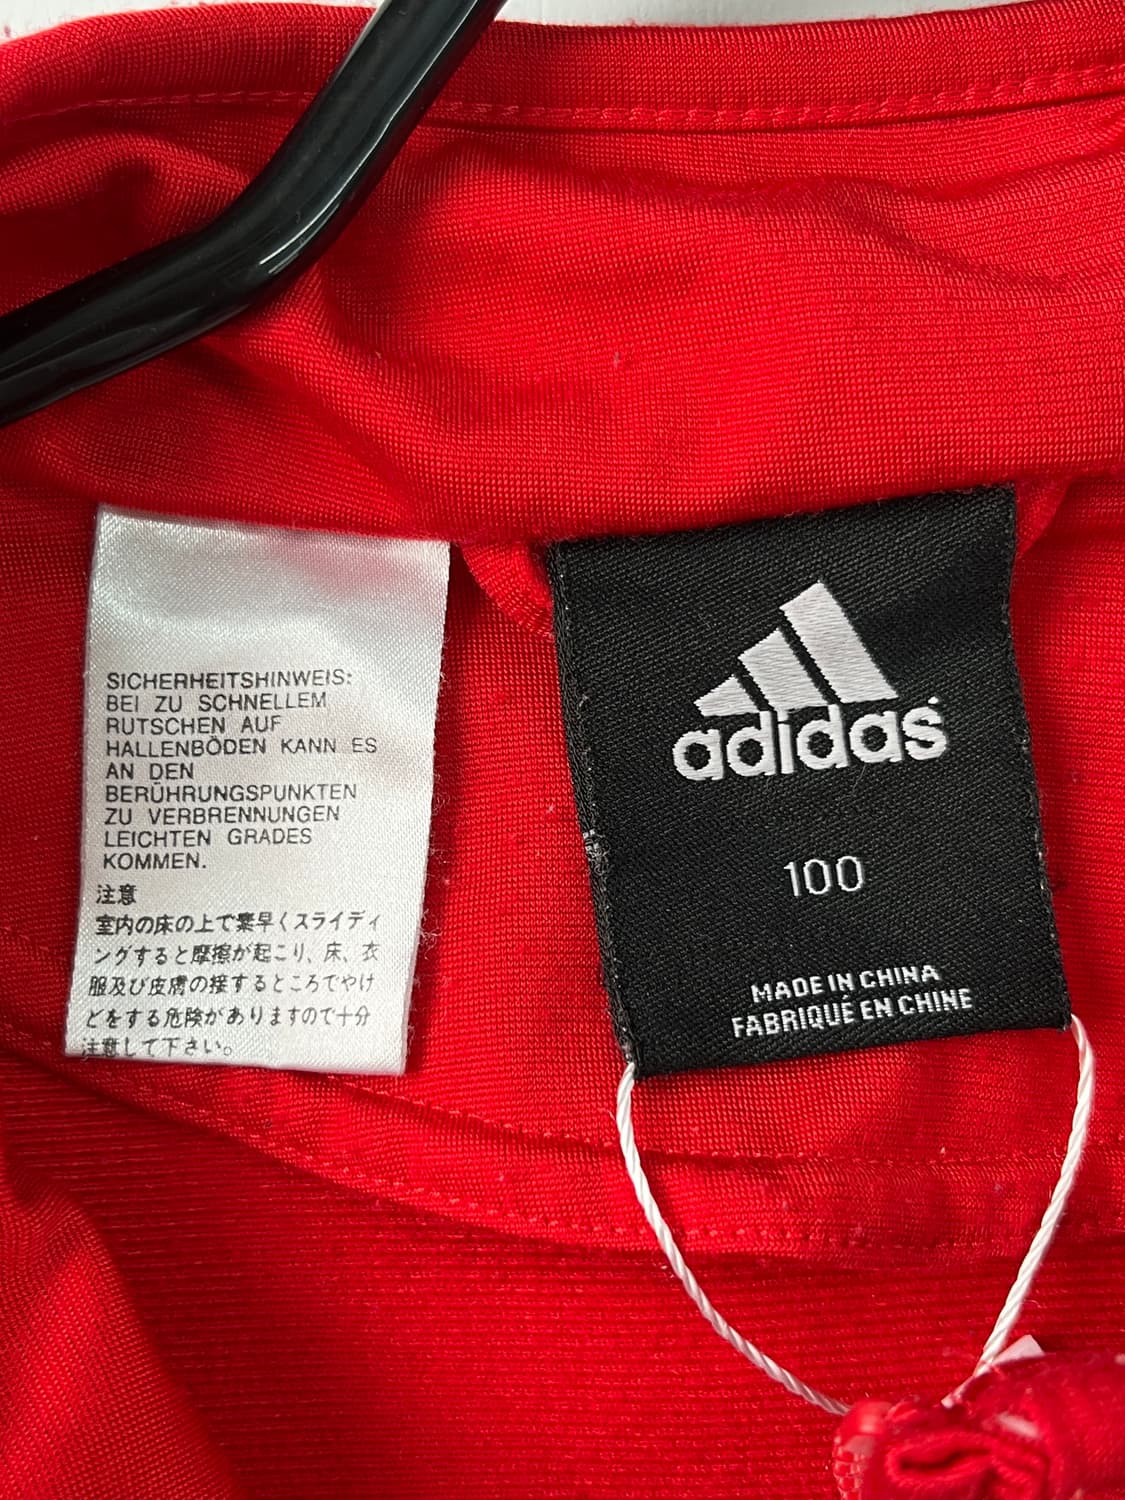 SICHERHEITSHINWEIS:
BEI ZU SCHNELLEM
RUTSCHEN AUF
HALLENBÖDEN KANN ES
AN DEN
BERÜHRUNGSPUNKTEN
ZU VERBRENNUNGEN
LEICHTEN GRADES
KOMMEN.
注意
室内の床の上で素早くスライディ
ングすると摩擦が起こり、床、衣
服及び皮膚の接するところでやけ
どをする危険がありますので十分
注意して下さい。
adidas
100
MADE IN CHINA
FABRIQUÉ EN CHINE